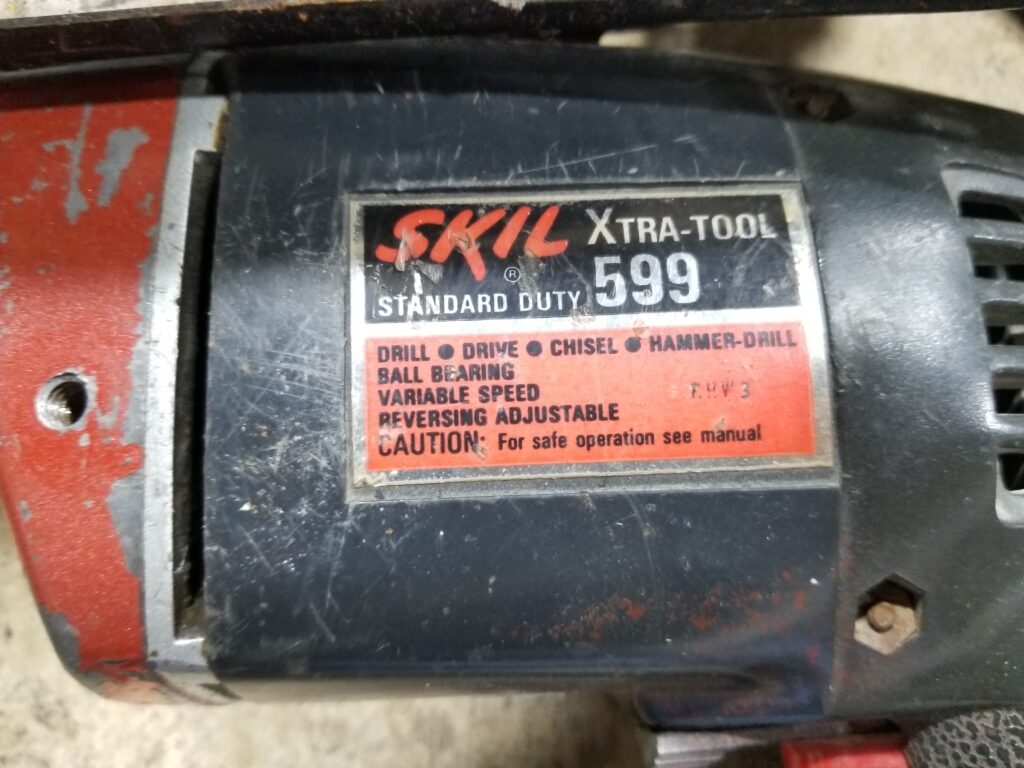 SKIL XTRA-TOOL
®
STANDARD DUTY 599
DRILL ● DRIVE ● CHISEL ● HAMMER-DRILL
BALL BEARING
VARIABLE SPEED
REVERSING ADJUSTABLE
CAUTION: For safe operation see manual